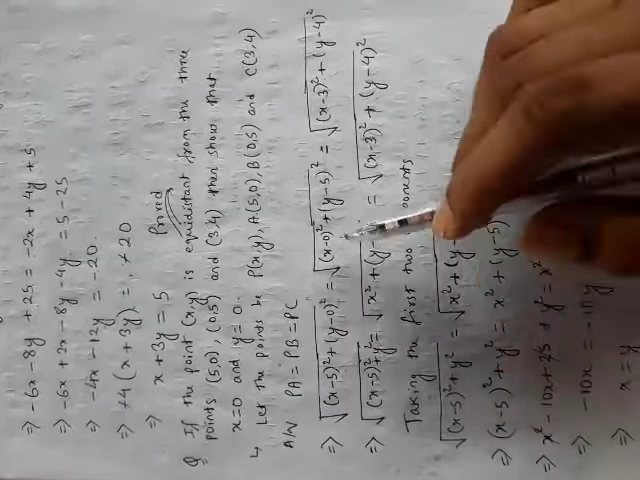 ⇒ -6x - 8y + 25 = -2x + 4y + 5
⇒ -6x + 2x - 8y - 4y = 5 - 25
⇒ -4x - 12y = -20.
⇒ +4(x + 3y) = +20
⇒ x + 3y = 5 Proved
Q If the point (x,y) is equidistant from the three
points (5,0), (0,5) and (3,4) then show that
x=0 and y=0.
↳ Let the points be P(x,y), A(5,0), B(0,5) and C(3,4)
A/W PA = PB = PC
⇒ √(x-5)² + (y-0)² = √(x-0)² + (y-5)² = √(x-3)² + (y-4)²
⇒ √(x-5)² + y² = √x² + (y- = √(x-3)² + (y-4)²
Taking the first two
√(x-5)² + y² = √x² + (y-
⇒ (x-5)² + y² = x² + (y-5)
⇒ x² - 10x + 25 + y² = x²
⇒ -10x = -10y
⇒ x = y